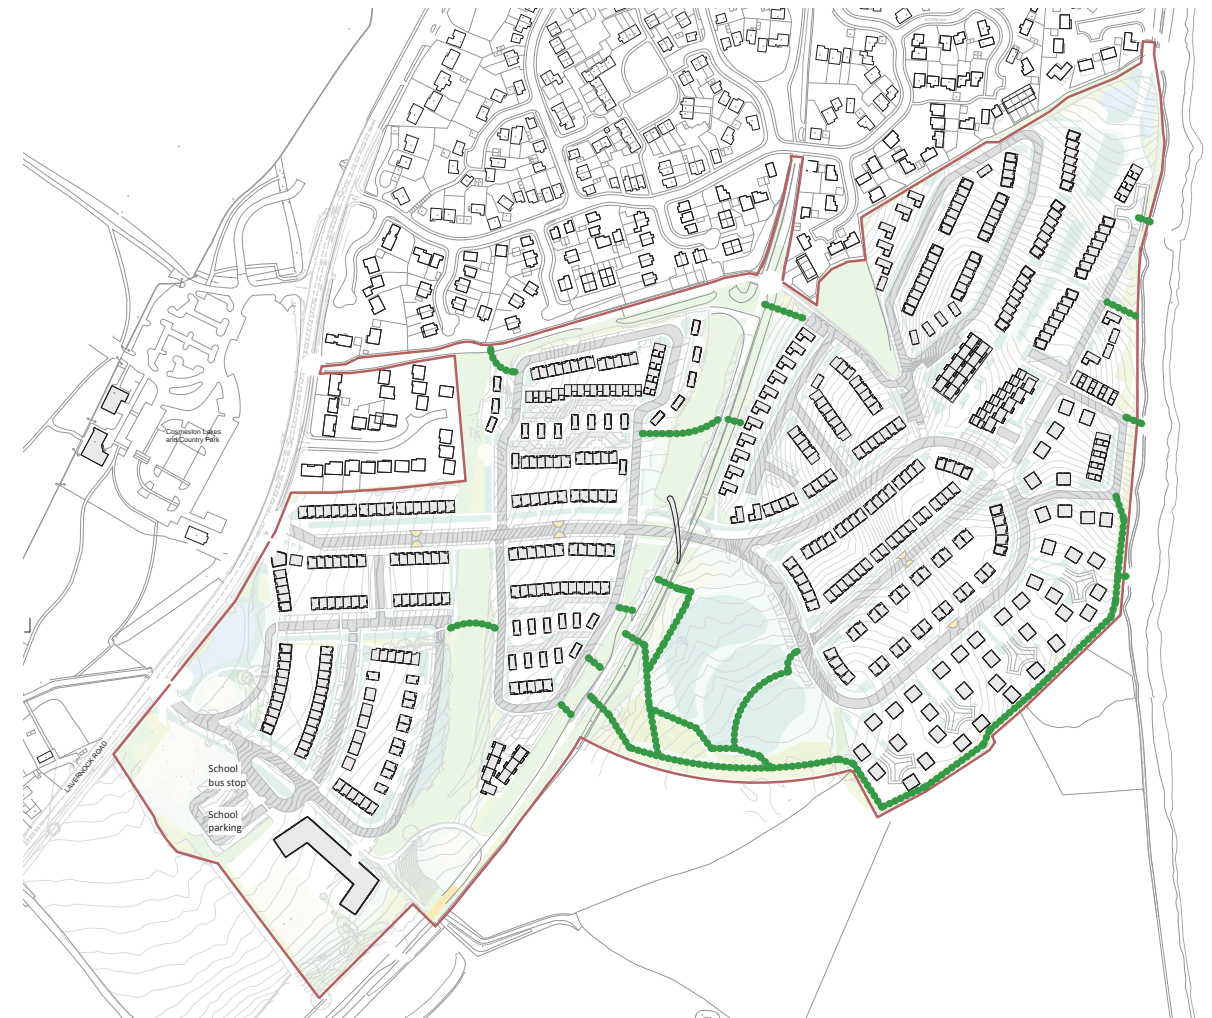 Cosmeston Lakes
and Country Park
LAVERNOCK ROAD
School
bus stop
School
parking